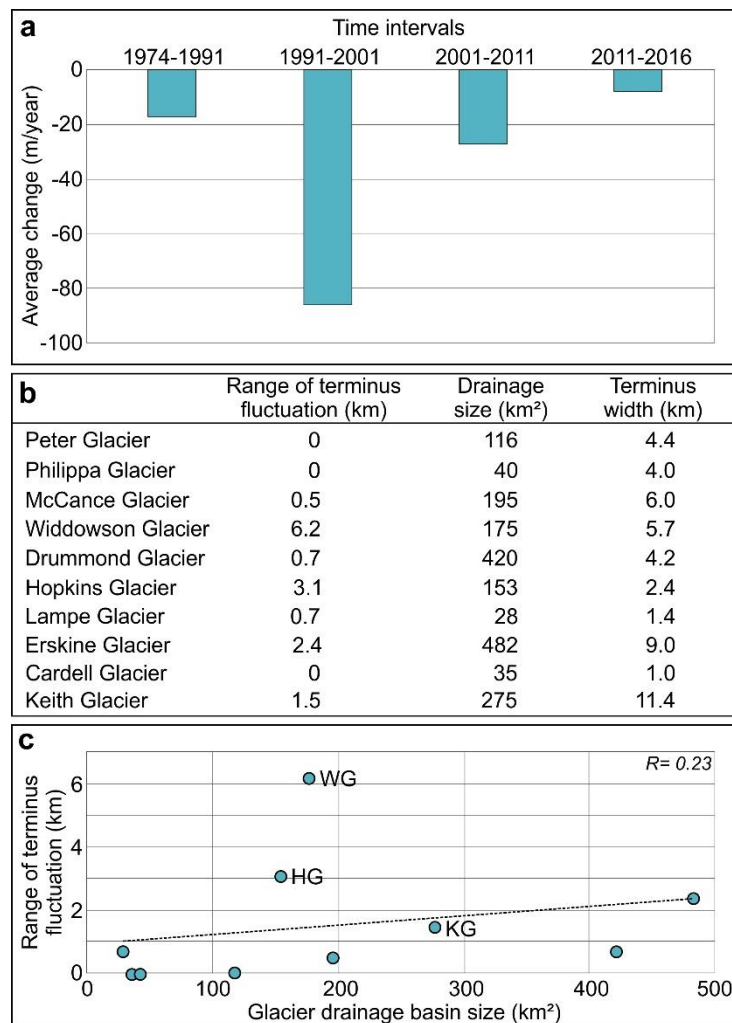 a
Time intervals
1974-1991 1991-2001 2001-2011 2011-2016
Average change (m/year)
0
-20
-40
-60
-80
-100
b
Range of terminus fluctuation (km) Drainage size (km²) Terminus width (km)
Peter Glacier 0 116 4.4
Philippa Glacier 0 40 4.0
McCance Glacier 0.5 195 6.0
Widdowson Glacier 6.2 175 5.7
Drummond Glacier 0.7 420 4.2
Hopkins Glacier 3.1 153 2.4
Lampe Glacier 0.7 28 1.4
Erskine Glacier 2.4 482 9.0
Cardell Glacier 0 35 1.0
Keith Glacier 1.5 275 11.4
c
R= 0.23
Range of terminus
fluctuation (km)
6
4
2
0
WG
HG
KG
0 100 200 300 400 500
Glacier drainage basin size (km²)